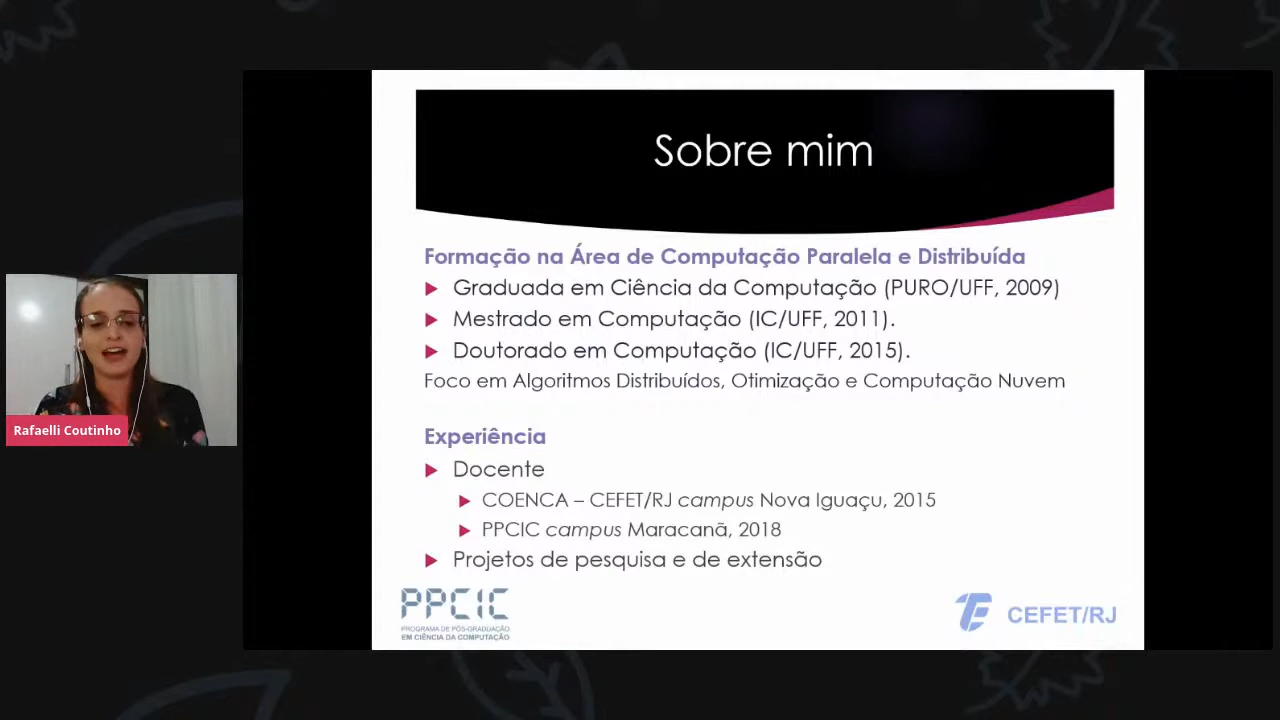 Sobre mim
Formação na Área de Computação Paralela e Distribuída
Graduada em Ciência da Computação (PURO/UFF, 2009)
Mestrado em Computação (IC/UFF, 2011).
Doutorado em Computação (IC/UFF, 2015).
Foco em Algoritmos Distribuídos, Otimização e Computação Nuvem
Experiência
Docente
COENCA – CEFET/RJ campus Nova Iguaçu, 2015
PPCIC campus Maracanã, 2018
Projetos de pesquisa e de extensão
PPCIC
PROGRAMA DE PÓS-GRADUAÇÃO
EM CIÊNCIA DA COMPUTAÇÃO
CEFET/RJ
Rafaelli Coutinho